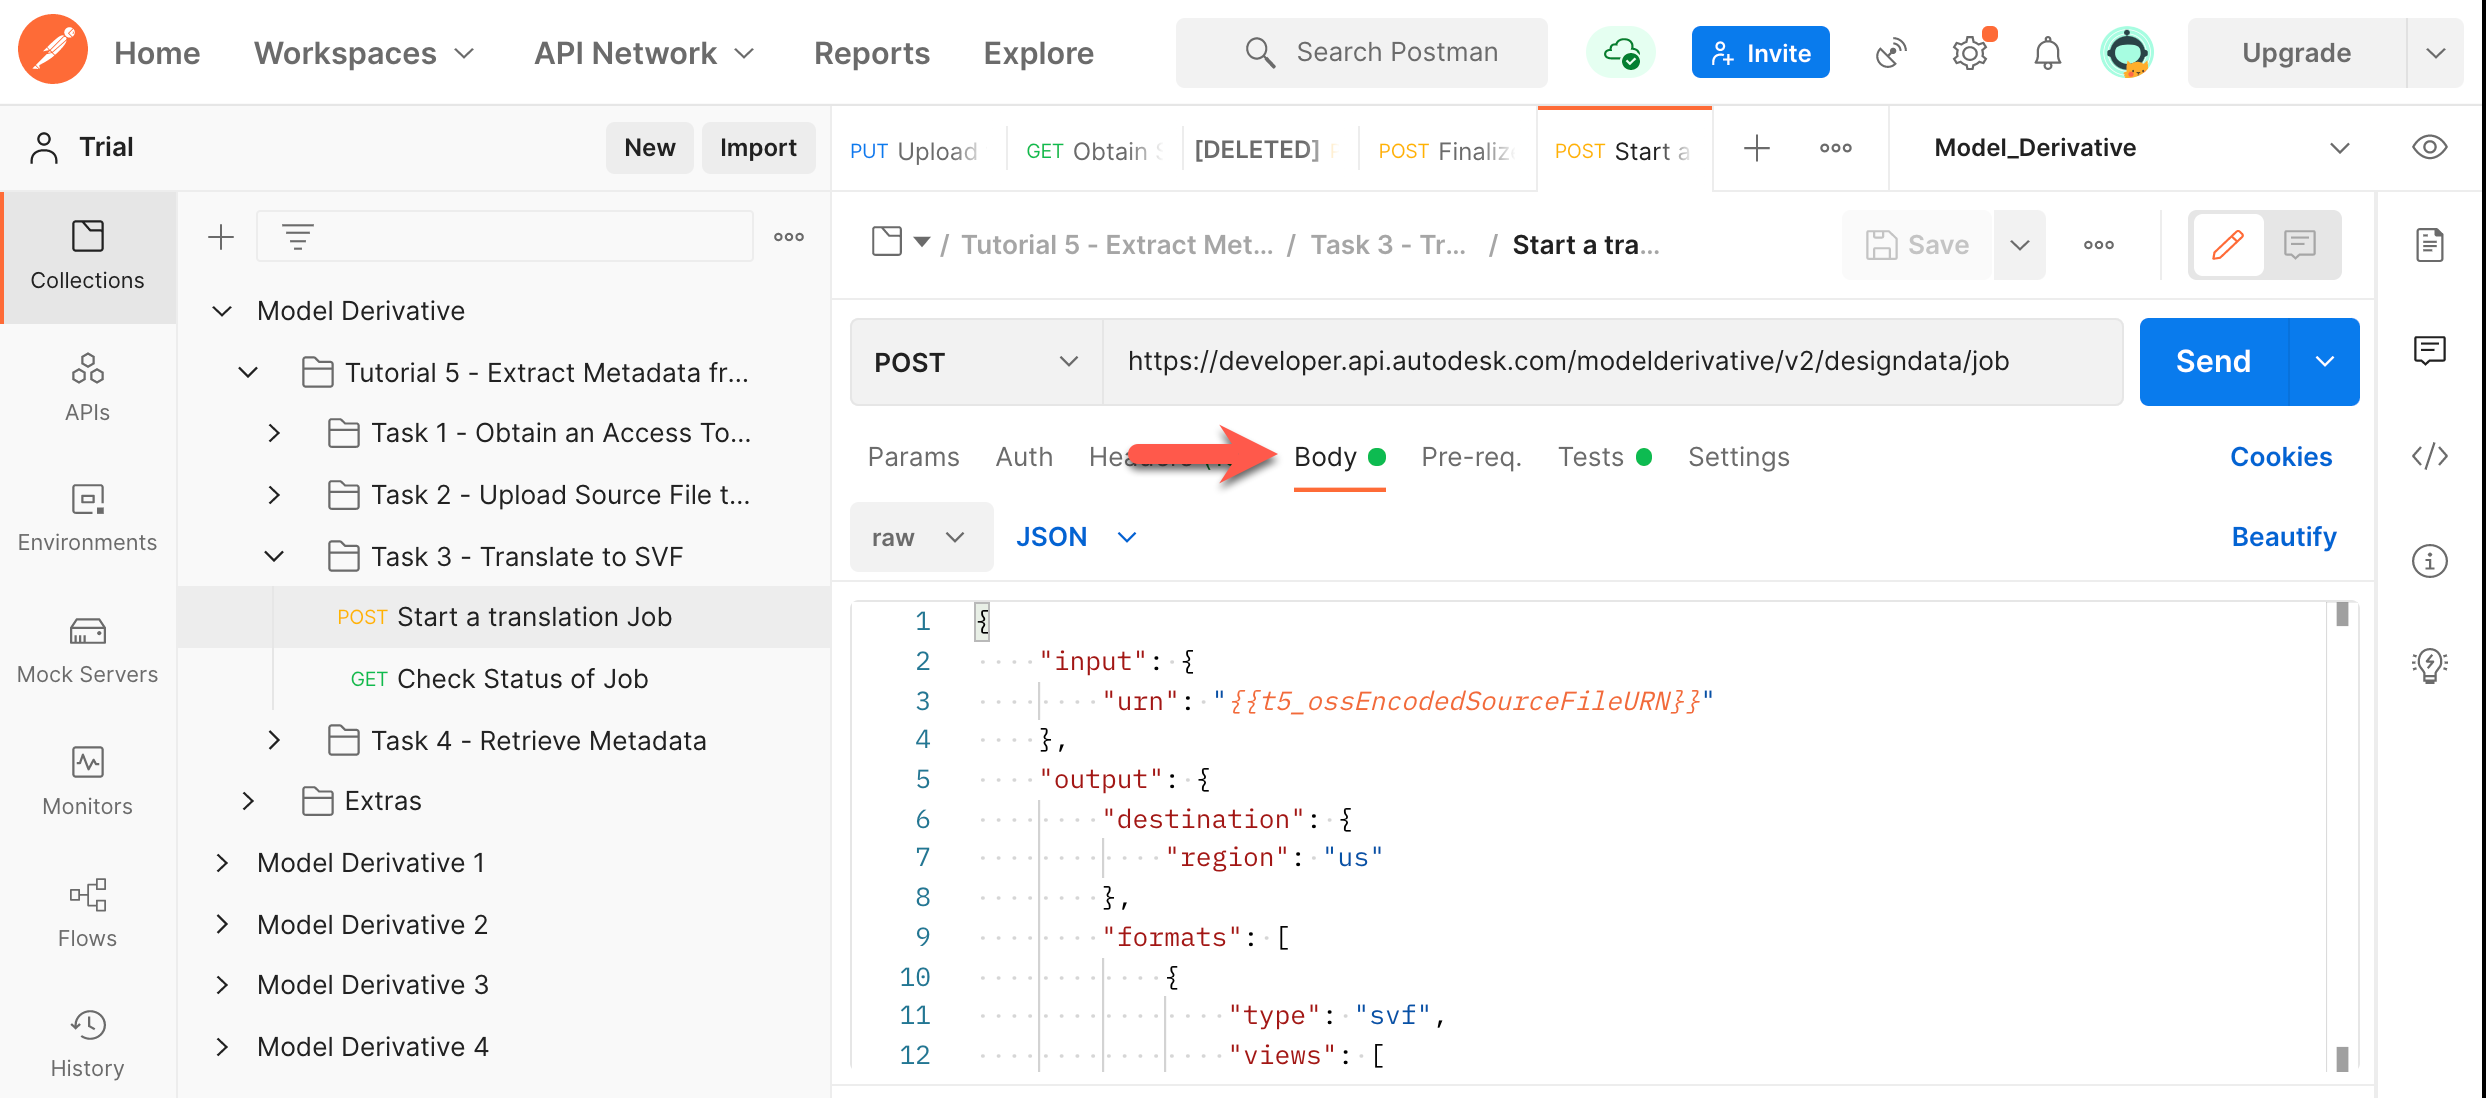 Home Workspaces API Network Reports Explore Search Postman Invite Upgrade
Trial New Import
PUT Upload GET Obtain [DELETED] POST Finaliz POST Start a Model_Derivative
Collections
APIs
Environments
Mock Servers
Monitors
Flows
History
Model Derivative
Tutorial 5 - Extract Metadata fr...
Task 1 - Obtain an Access To...
Task 2 - Upload Source File t...
Task 3 - Translate to SVF
POST Start a translation Job
GET Check Status of Job
Task 4 - Retrieve Metadata
Extras
Model Derivative 1
Model Derivative 2
Model Derivative 3
Model Derivative 4
/ Tutorial 5 - Extract Met... / Task 3 - Tr... / Start a tra... Save
POST https://developer.api.autodesk.com/modelderivative/v2/designdata/job Send
Params Auth Body Pre-req. Tests Settings Cookies
raw JSON Beautify
1 {
2 "input": {
3 "urn": "{{t5_ossEncodedSourceFileURN}}"
4 },
5 "output": {
6 "destination": {
7 "region": "us"
8 },
9 "formats": [
10 {
11 "type": "svf",
12 "views": [